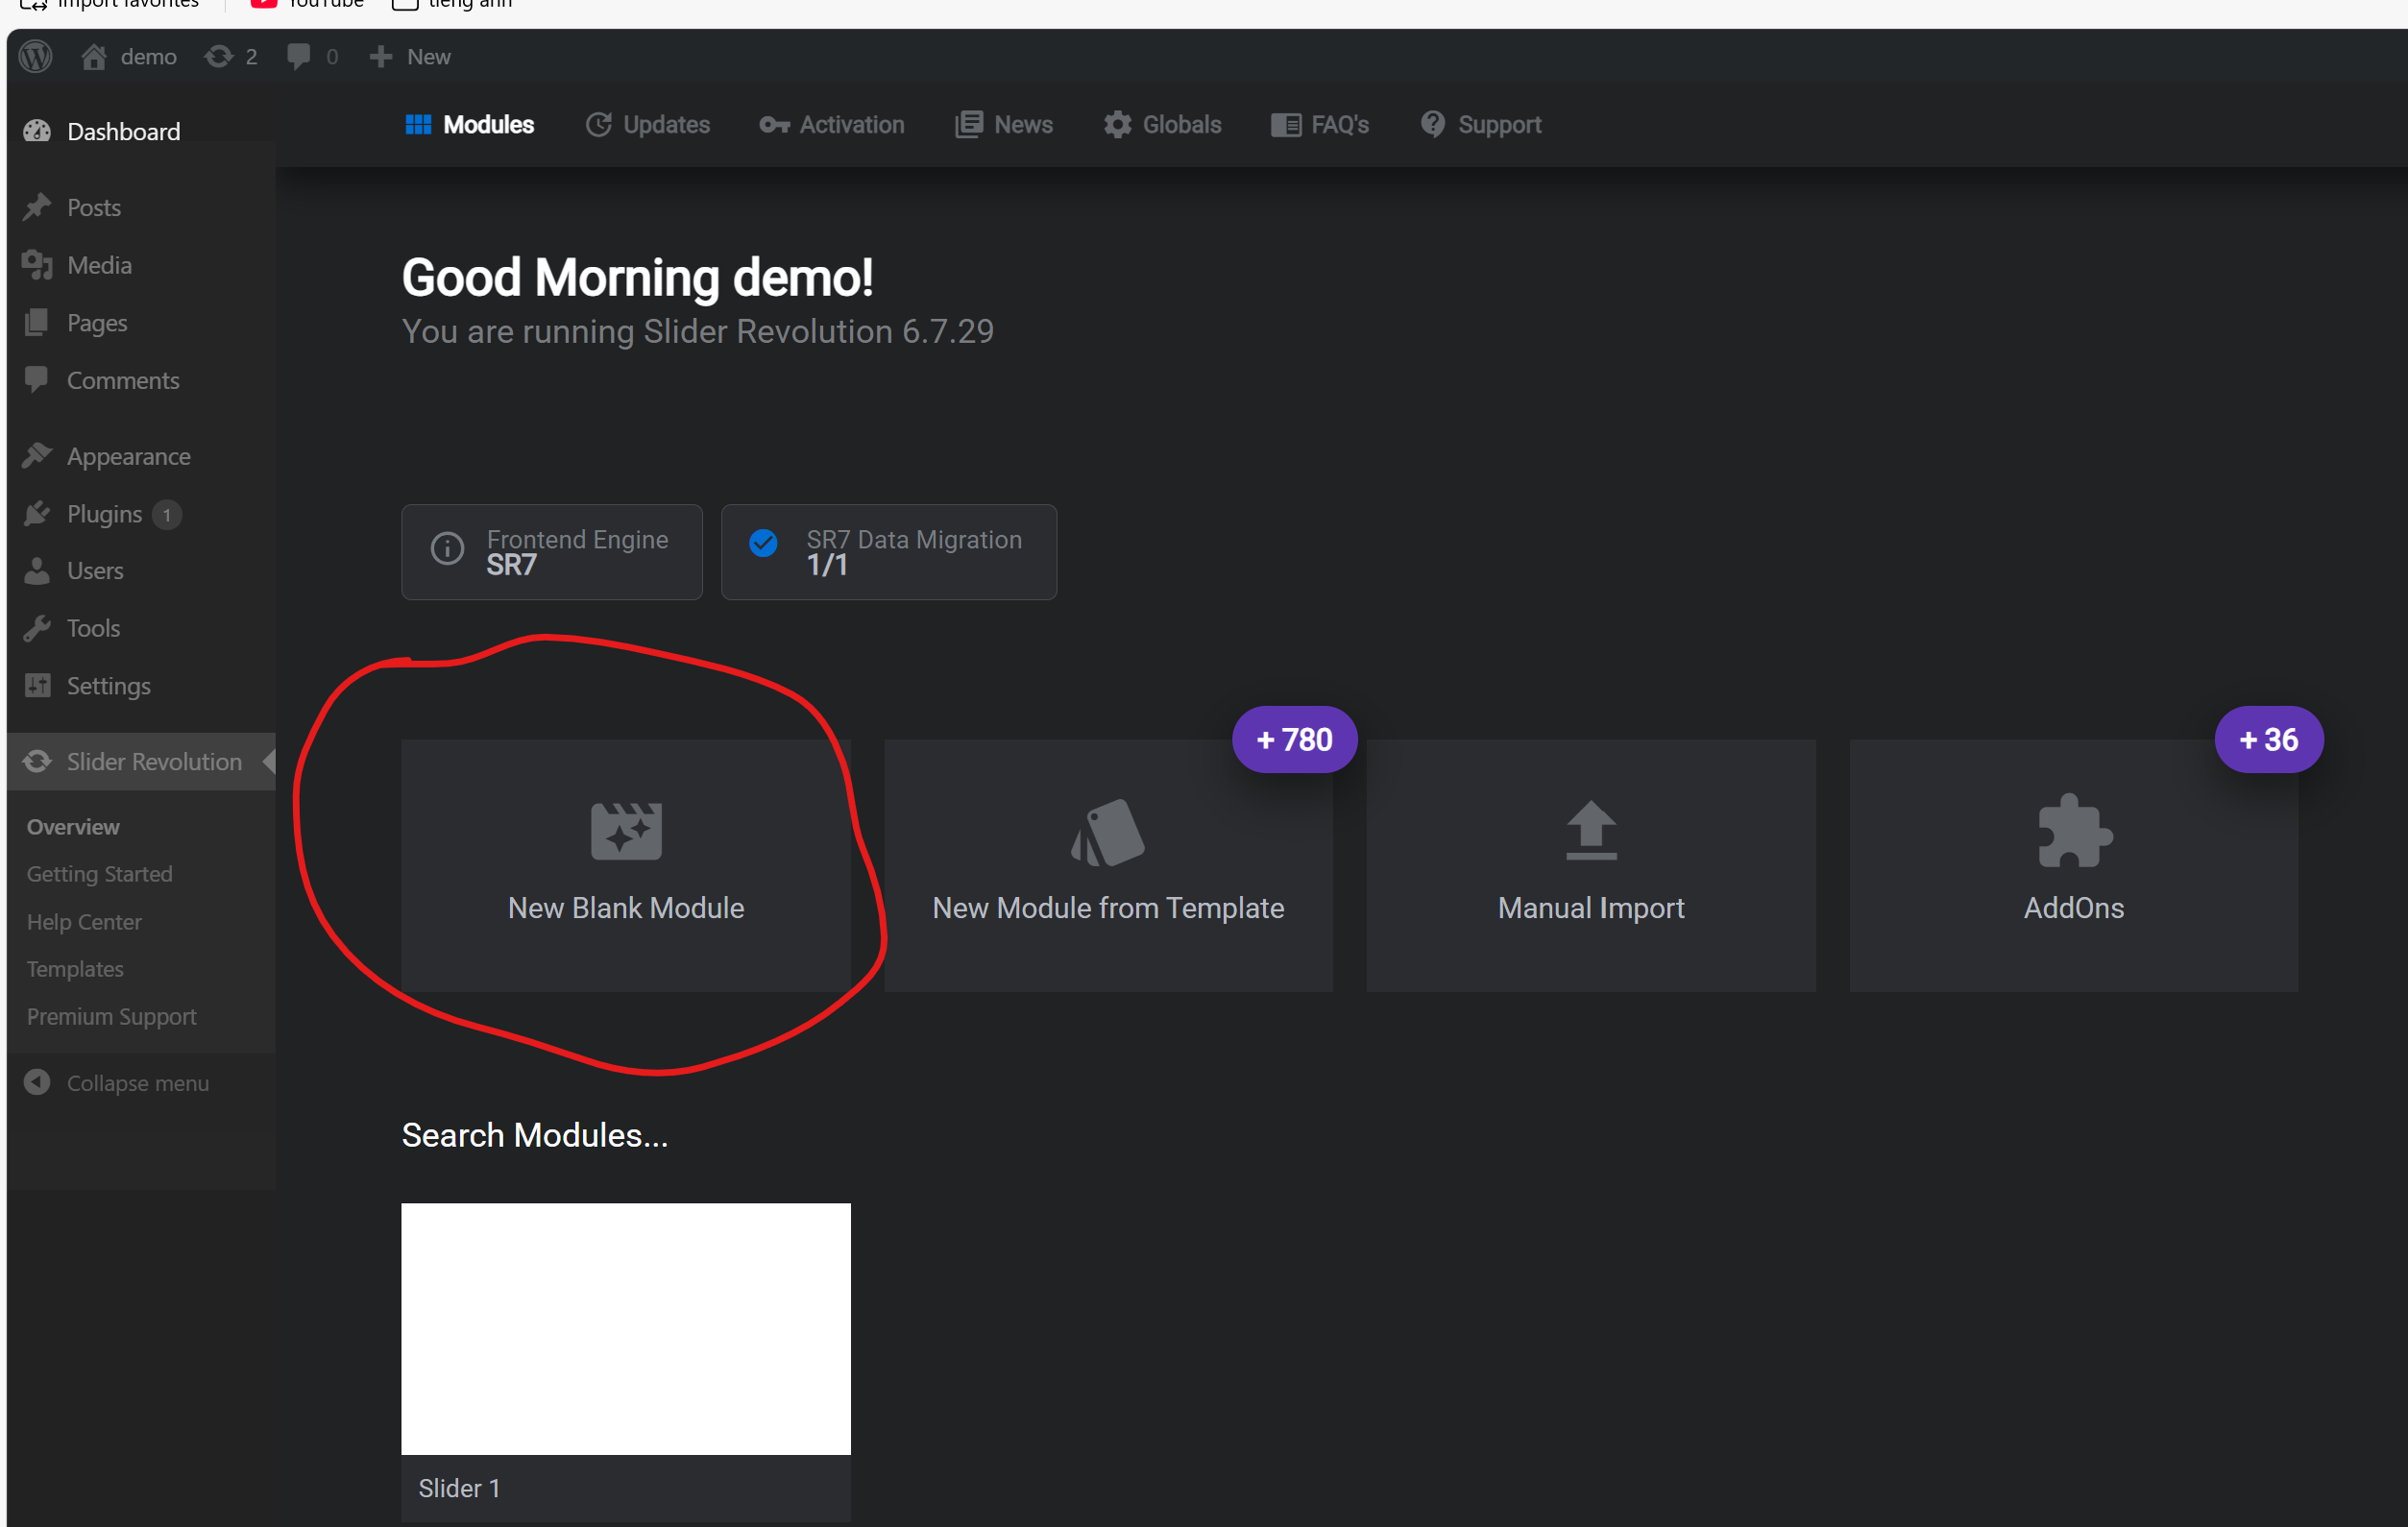 Import favorites YouTube tiếng anh
demo 2 0 New
Dashboard
Posts
Media
Pages
Comments
Appearance
Plugins 1
Users
Tools
Settings
Slider Revolution
Overview
Getting Started
Help Center
Templates
Premium Support
Collapse menu
Modules Updates Activation News Globals FAQ's Support
Good Morning demo!
You are running Slider Revolution 6.7.29
Frontend Engine
SR7
SR7 Data Migration
1/1
New Blank Module
+ 780
New Module from Template
Manual Import
+ 36
AddOns
Search Modules...
Slider 1